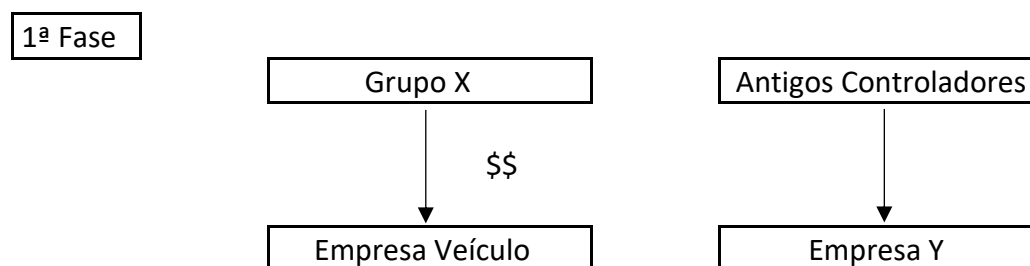 1ª Fase
Grupo X
Antigos Controladores
$$
Empresa Veículo
Empresa Y